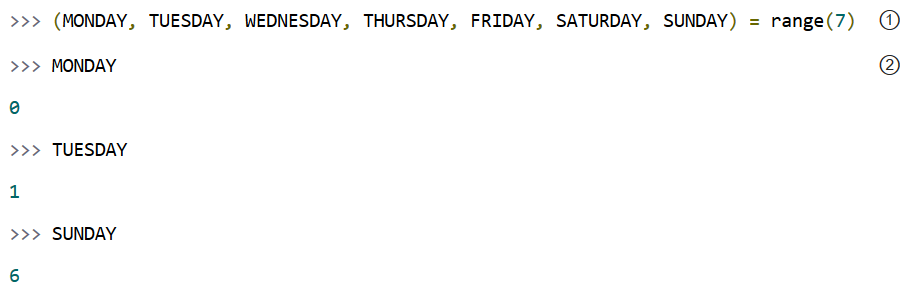 >>> (MONDAY, TUESDAY, WEDNESDAY, THURSDAY, FRIDAY, SATURDAY, SUNDAY) = range(7) ①
>>> MONDAY ②
0
>>> TUESDAY
1
>>> SUNDAY
6